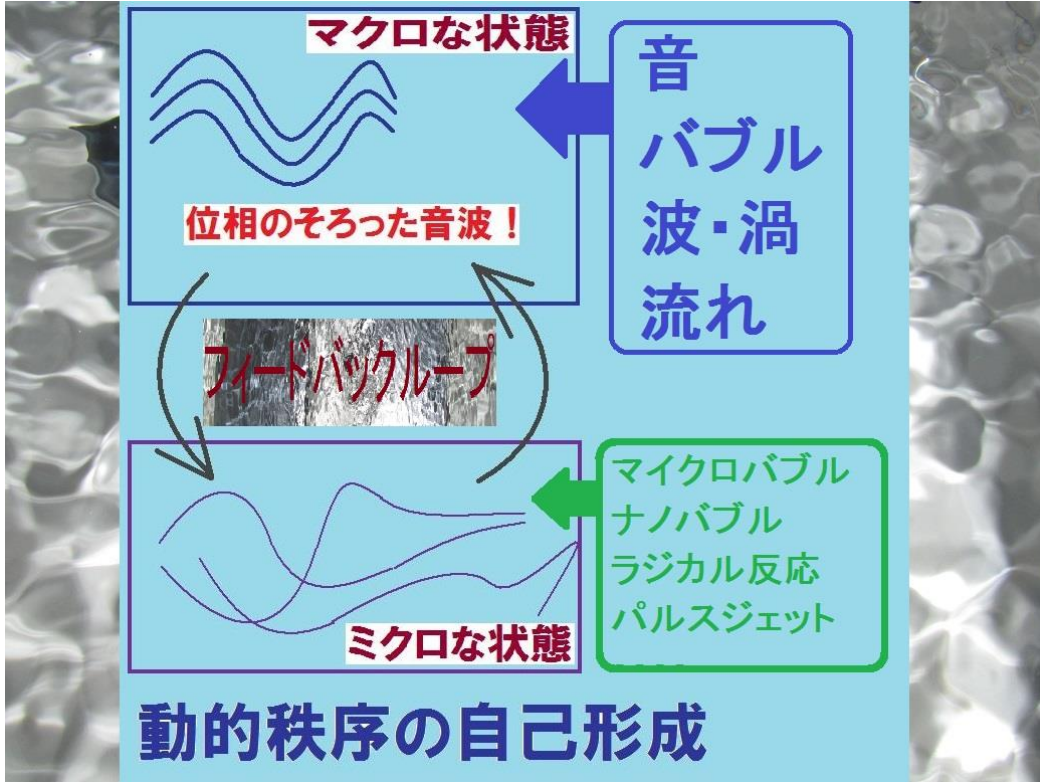 マクロな状態
音
バブル
波・渦
流れ
位相のそろった音波！
フィードバックループ
マイクロバブル
ナノバブル
ラジカル反応
パルスジェット
....
ミクロな状態
動的秩序の自己形成